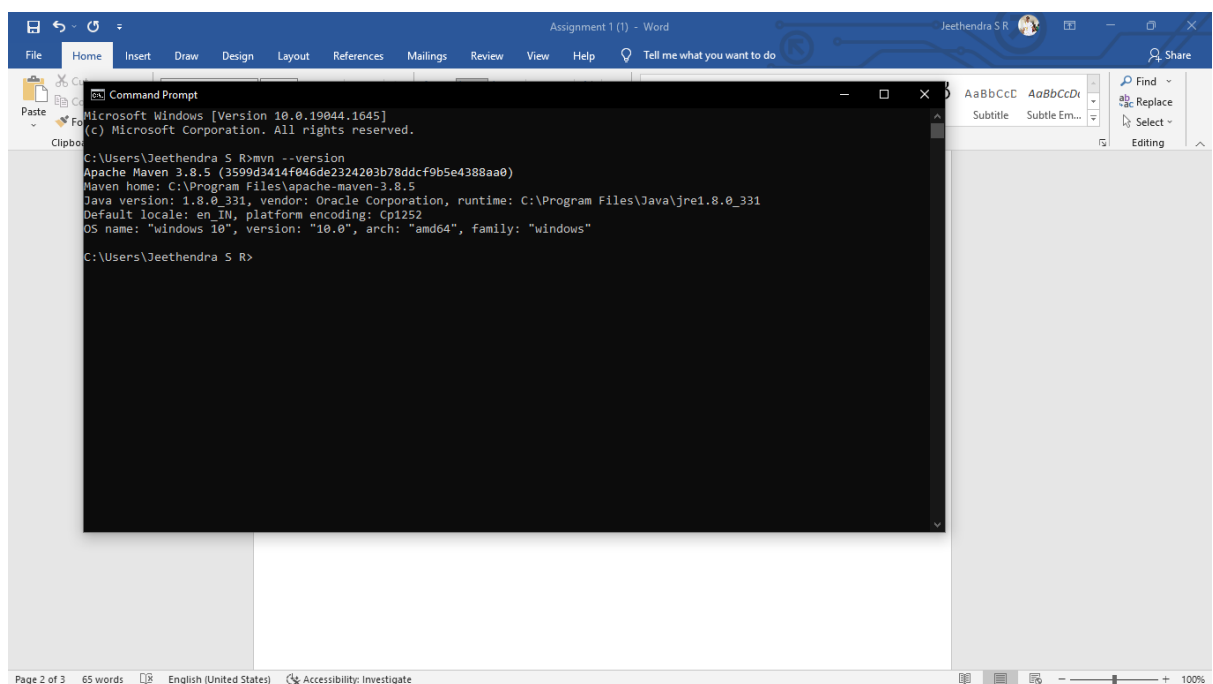 Assignment 1 (1) - Word
Jeethendra S R
File Home Insert Draw Design Layout References Mailings Review View Help Tell me what you want to do
Share
Paste
Clipbo
AaBbCcD AaBbCcDc
Subtitle Subtle Em...
Find
Replace
Select
Editing
Command Prompt
Microsoft Windows [Version 10.0.19044.1645]
(c) Microsoft Corporation. All rights reserved.
C:\Users\Jeethendra S R>mvn --version
Apache Maven 3.8.5 (3599d3414f046de2324203b78ddcf9b5e4388aa0)
Maven home: C:\Program Files\apache-maven-3.8.5
Java version: 1.8.0_331, vendor: Oracle Corporation, runtime: C:\Program Files\Java\jre1.8.0_331
Default locale: en_IN, platform encoding: Cp1252
OS name: "windows 10", version: "10.0", arch: "amd64", family: "windows"
C:\Users\Jeethendra S R>
Page 2 of 3 65 words English (United States) Accessibility: Investigate
100%